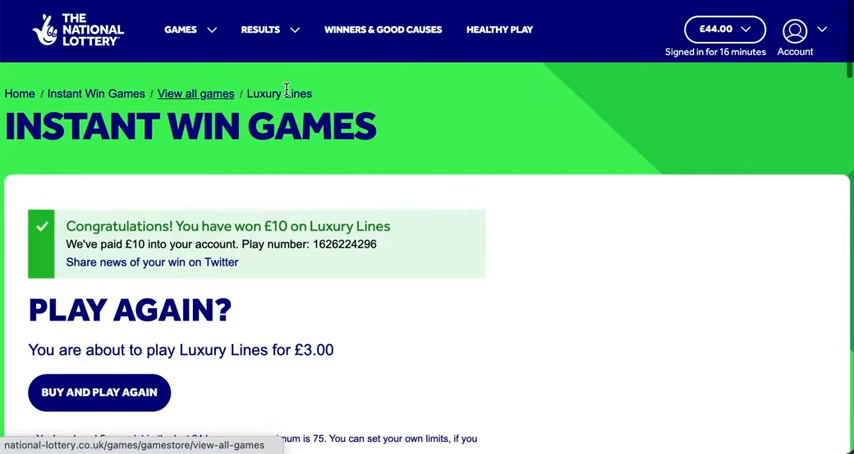 THE
NATIONAL
LOTTERY
GAMES
RESULTS
WINNERS & GOOD CAUSES
HEALTHY PLAY
£44.00
Signed in for 16 minutes
Account
Home / Instant Win Games / View all games / Luxury Lines
INSTANT WIN GAMES
Congratulations! You have won £10 on Luxury Lines
We've paid £10 into your account. Play number: 1626224296
Share news of your win on Twitter
PLAY AGAIN?
You are about to play Luxury Lines for £3.00
BUY AND PLAY AGAIN
is 75. You can set your own limits, if you
national-lottery.co.uk/games/gamestore/view-all-games